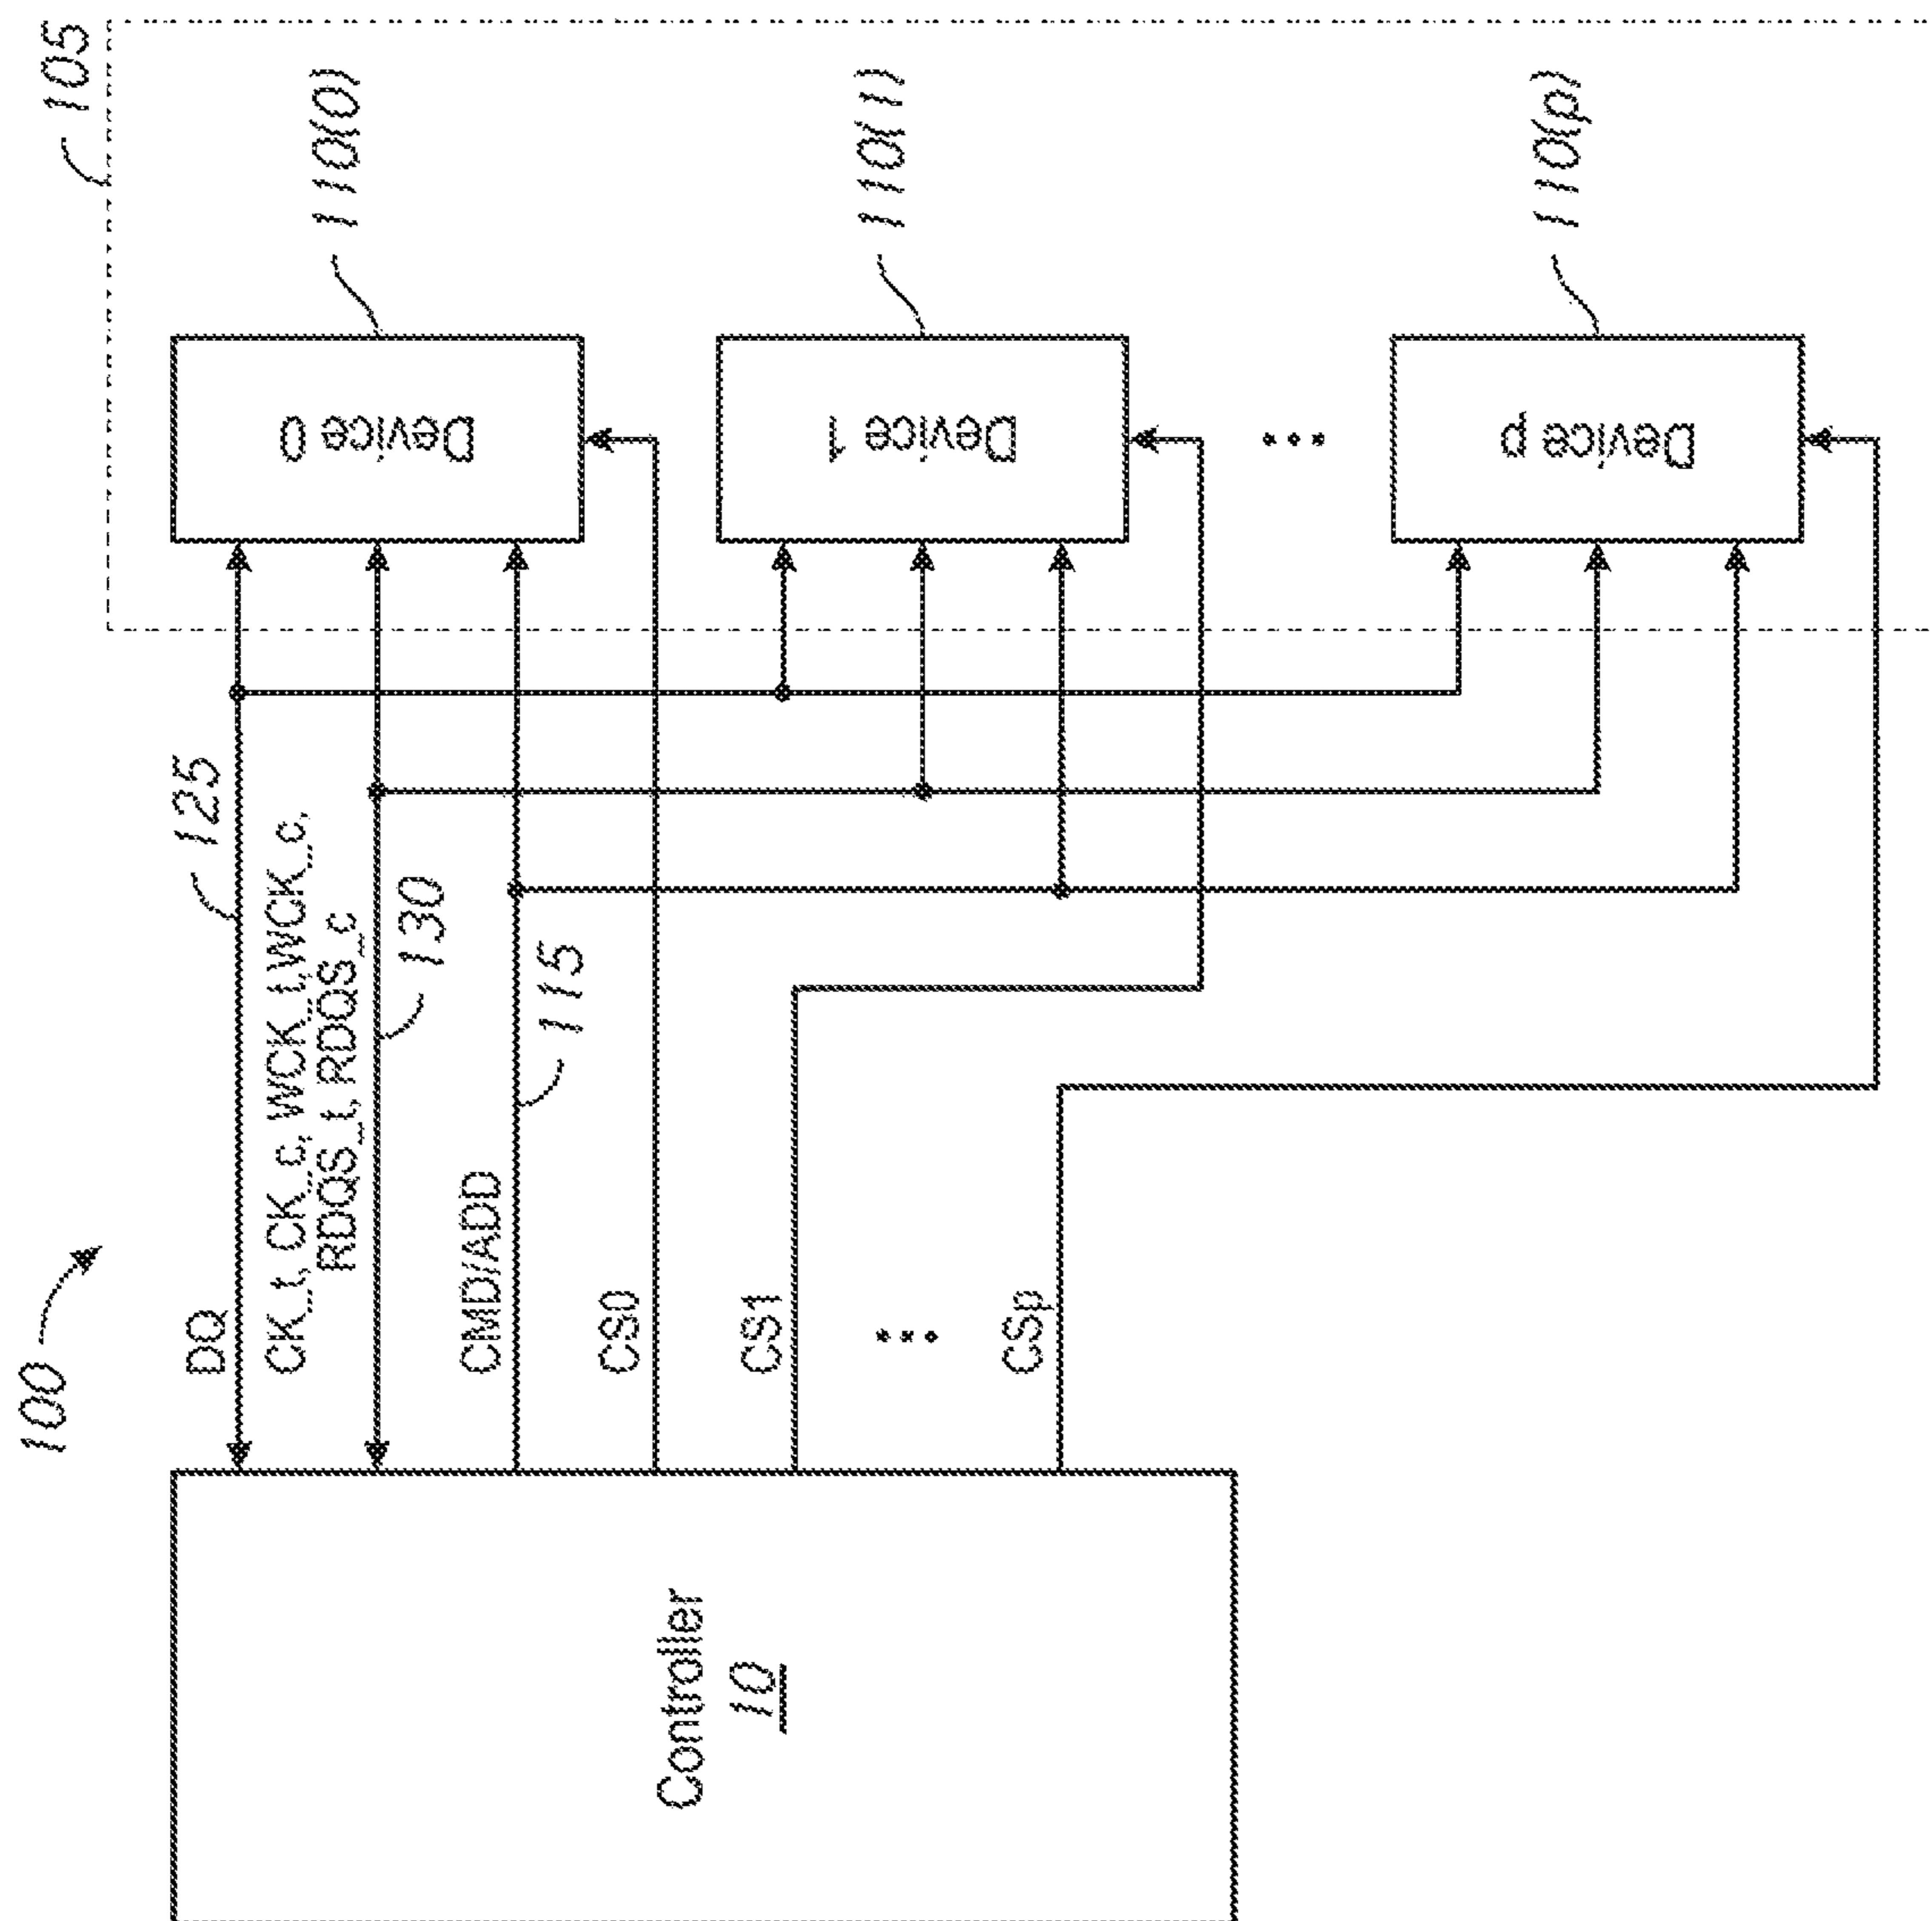 100
105
DQ
125
CK_t, CK_c, WCK_t, WCK_c,
RDQS_t, RDQS_c
130
CMD/ADD
115
CS0
CS1
...
CSp
Controller
10
Device 0
110(0)
Device 1
110(1)
...
Device p
110(p)